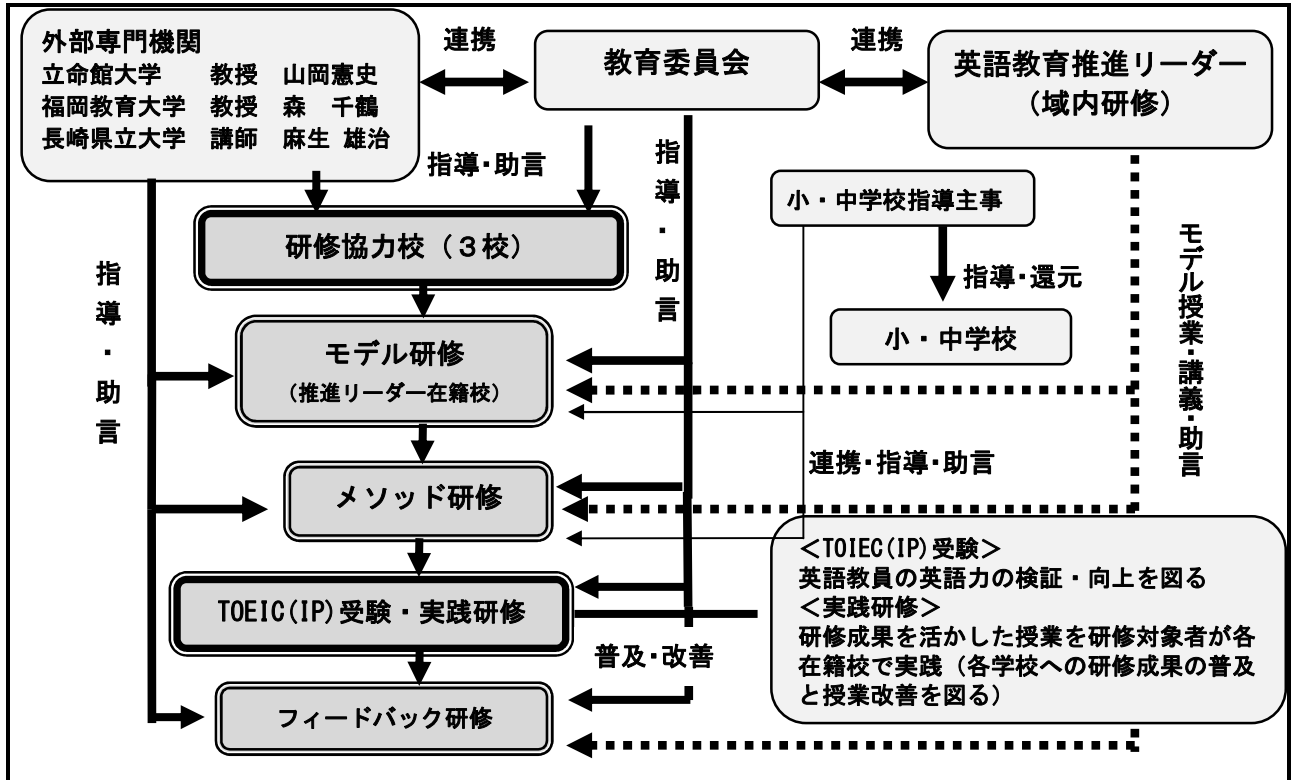 外部専門機関
立命館大学 教授 山岡憲史
福岡教育大学 教授 森 千鶴
長崎県立大学 講師 麻生 雄治
連携
教育委員会
連携
英語教育推進リーダー
（域内研修）
指導・助言
指導・助言
小・中学校指導主事
研修協力校（３校）
指導・還元
モデル授業・講義・助言
指導・助言
小・中学校
モデル研修
（推進リーダー在籍校）
連携・指導・助言
メソッド研修
＜TOIEC(IP)受験＞
英語教員の英語力の検証・向上を図る
＜実践研修＞
研修成果を活かした授業を研修対象者が各
在籍校で実践（各学校への研修成果の普及
と授業改善を図る）
TOEIC(IP)受験・実践研修
普及・改善
フィードバック研修